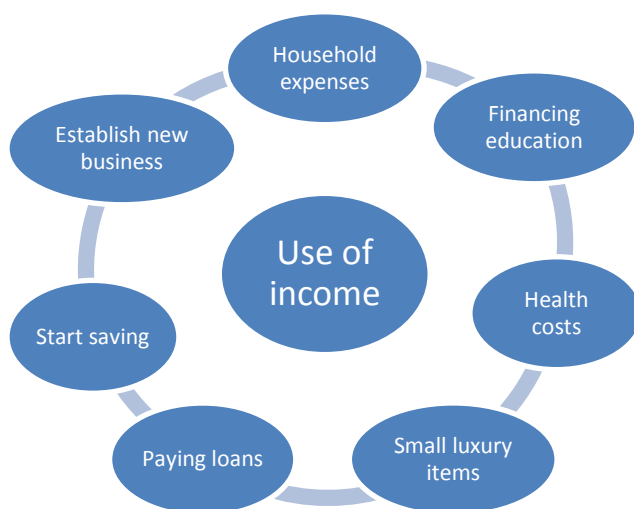 Household
expenses
Financing
education
Establish new
business
Use of
income
Health
costs
Start saving
Small luxury
items
Paying loans